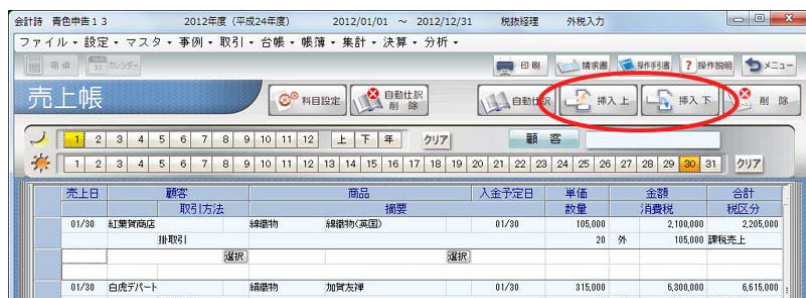 会計詩 青色申告13 2012年度 (平成24年度) 2012/01/01 ～ 2012/12/31 税抜経理 外税入力
ファイル・設定・マスタ・事例・取引・台帳・帳簿・集計・決算・分析・
電卓 カレンダー 印刷 請求書 操作手引書 操作説明 メニュー
売上帳 科目設定 自動仕訳削除 自動仕訳 挿入上 挿入下 削除
1 2 3 4 5 6 7 8 9 10 11 12 上 下 年 クリア 顧客
1 2 3 4 5 6 7 8 9 10 11 12 13 14 15 16 17 18 19 20 21 22 23 24 25 26 27 28 29 30 31 クリア
売上日 顧客 商品 入金予定日 単価 金額 合計
取引方法 摘要 数量 消費税 税区分
01/30 紅葉賀商店 綿織物 綿織物(英国) 01/30 105,000 2,100,000 2,205,000
掛取引 20 外 105,000 課税売上
選択 選択
01/30 白虎デパート 絹織物 加賀友禅 01/30 315,000 6,300,000 6,615,000